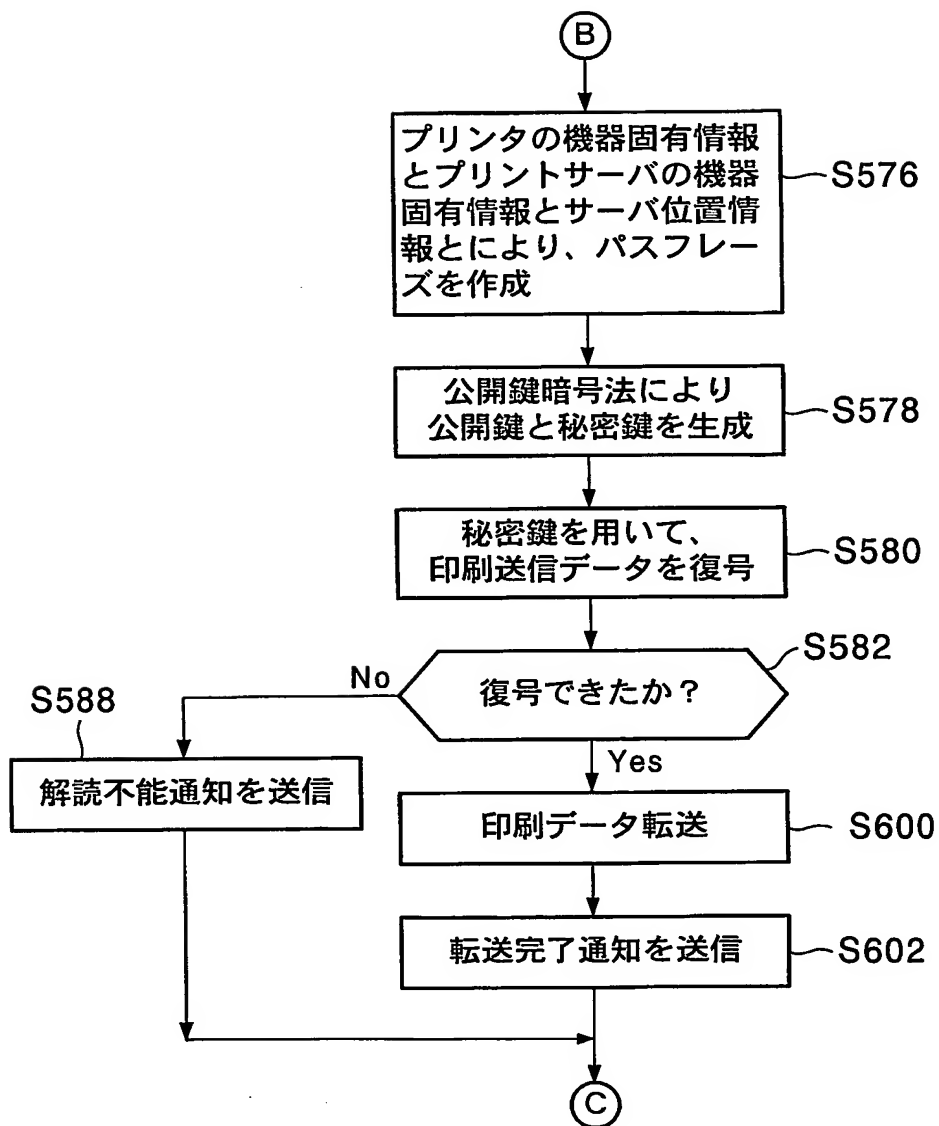 B
プリンタの機器固有情報
とプリントサーバの機器
固有情報とサーバ位置情
報とにより、パスフレー
ズを作成
S576
公開鍵暗号法により
公開鍵と秘密鍵を生成
S578
秘密鍵を用いて、
印刷送信データを復号
S580
復号できたか？
S582
No
Yes
S588
解読不能通知を送信
印刷データ転送
S600
転送完了通知を送信
S602
C